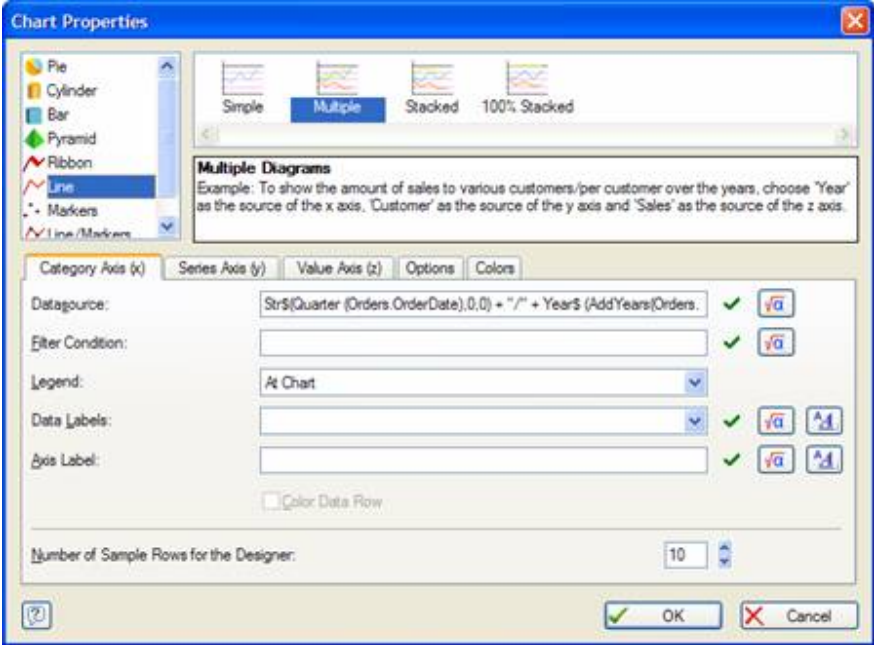 Chart Properties
Pie
Cylinder
Bar
Pyramid
Ribbon
Line
Markers
Line/Markers
Simple
Multiple
Stacked
100% Stacked
Multiple Diagrams
Example: To show the amount of sales to various customers/per customer over the years, choose 'Year'
as the source of the x axis, 'Customer' as the source of the y axis and 'Sales' as the source of the z axis.
Category Axis (x)
Series Axis (y)
Value Axis (z)
Options
Colors
Datasource:
Str$(Quarter (Orders.OrderDate),0,0) + "/" + Year$ (AddYears(Orders.
Filter Condition:
Legend:
At Chart
Data Labels:
Axis Label:
Color Data Row
Number of Sample Rows for the Designer:
10
OK
Cancel